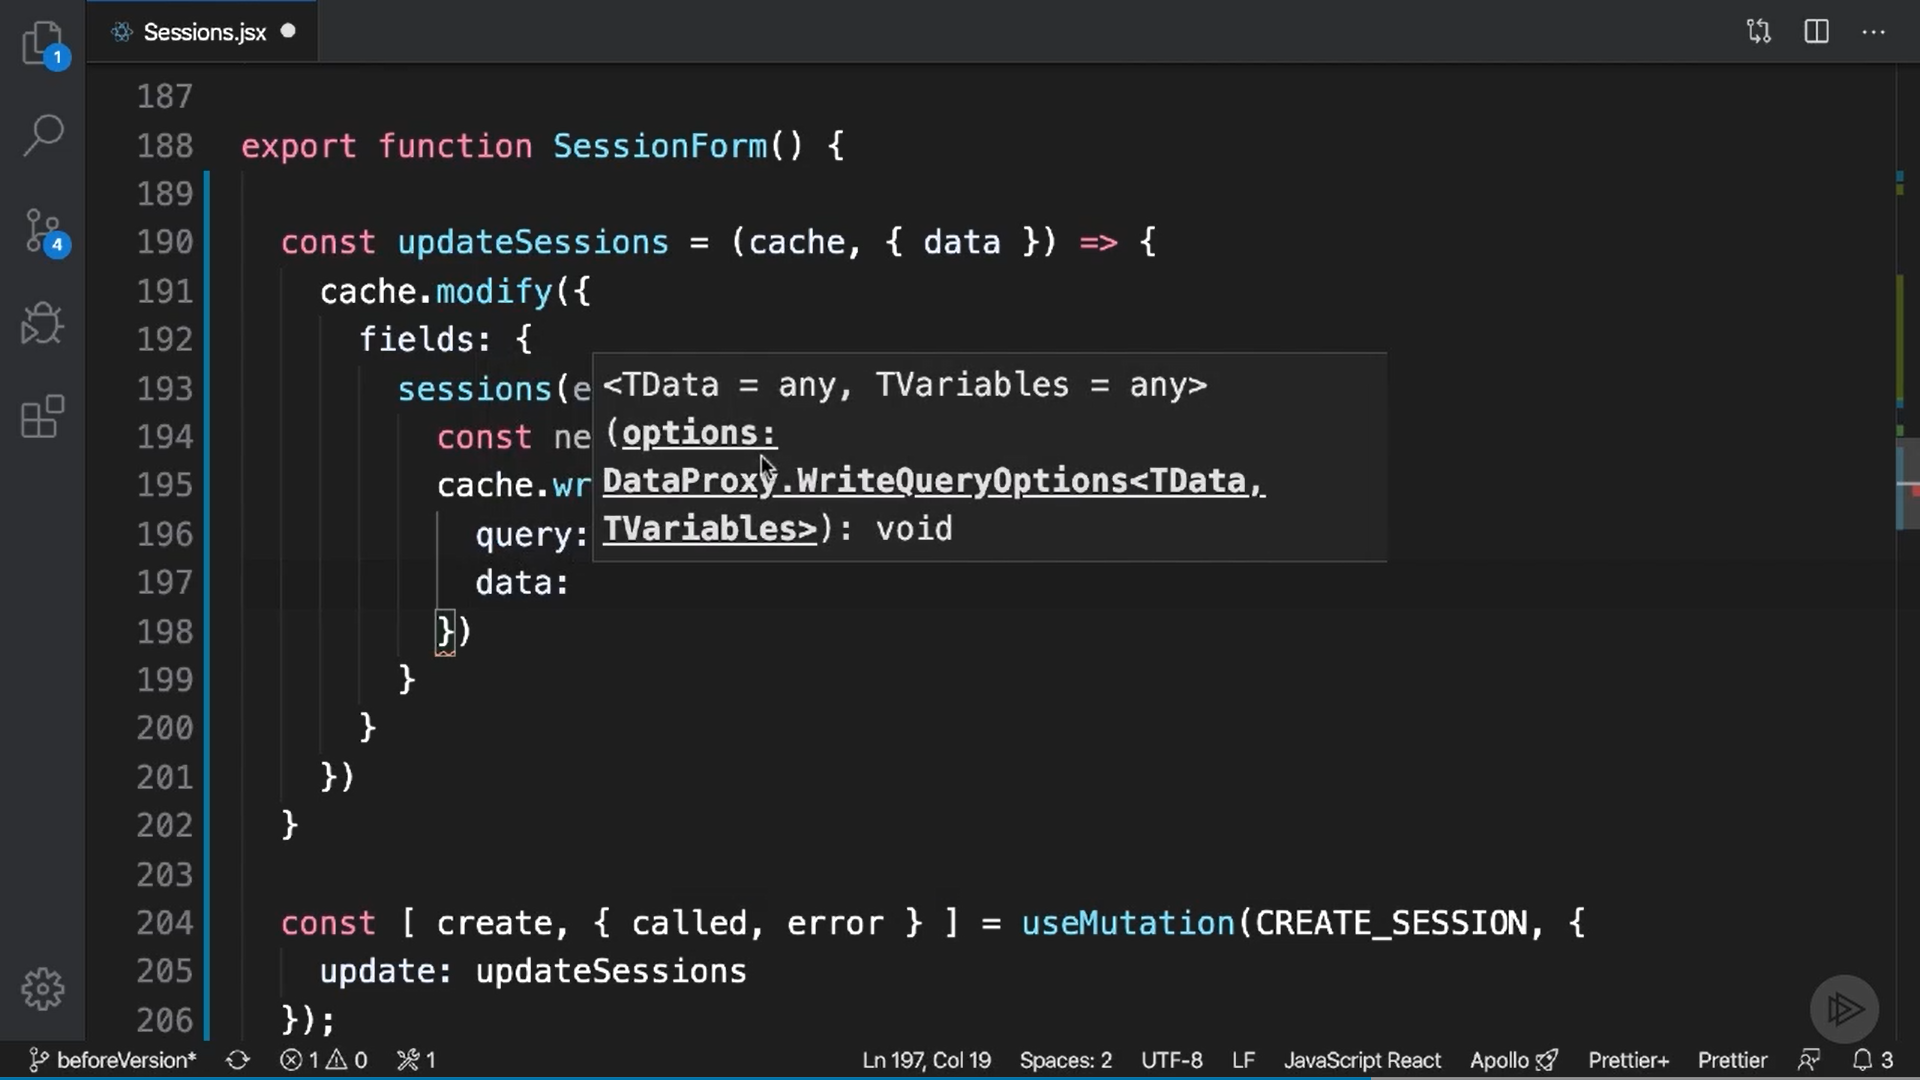 Sessions.jsx
1
187
188 export function SessionForm() {
189
190 const updateSessions = (cache, { data }) => {
191 cache.modify({
192 fields: {
193 sessions(e
<TData = any, TVariables = any>
194 const ne
(options:
195 cache.wr
DataProxy.WriteQueryOptions<TData,
196 query:
TVariables>): void
197 data:
198 })
199 }
200 }
201 })
202 }
203
204 const [ create, { called, error } ] = useMutation(CREATE_SESSION, {
205 update: updateSessions
206 });
4
beforeVersion* 1 0 1 Ln 197, Col 19 Spaces: 2 UTF-8 LF JavaScript React Apollo Prettier+ Prettier 3